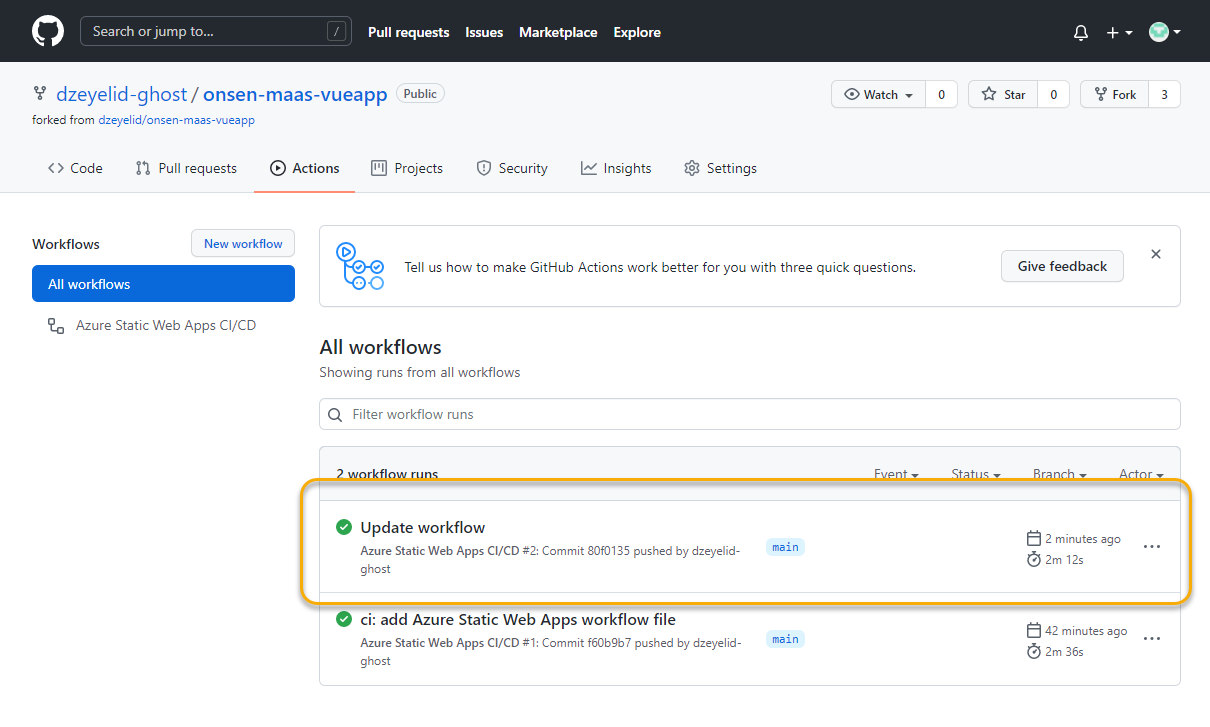 Search or jump to... /
Pull requests Issues Marketplace Explore
dzeyelid-ghost / onsen-maas-vueapp Public
Watch 0 Star 0 Fork 3
forked from dzeyelid/onsen-maas-vueapp
Code Pull requests Actions Projects Security Insights Settings
Workflows New workflow
All workflows
Azure Static Web Apps CI/CD
Tell us how to make GitHub Actions work better for you with three quick questions.
Give feedback
All workflows
Showing runs from all workflows
Filter workflow runs
2 workflow runs Event Status Branch Actor
Update workflow
Azure Static Web Apps CI/CD #2: Commit 80f0135 pushed by dzeyelid-
ghost
main
2 minutes ago
2m 12s
ci: add Azure Static Web Apps workflow file
Azure Static Web Apps CI/CD #1: Commit f60b9b7 pushed by dzeyelid-
ghost
main
42 minutes ago
2m 36s